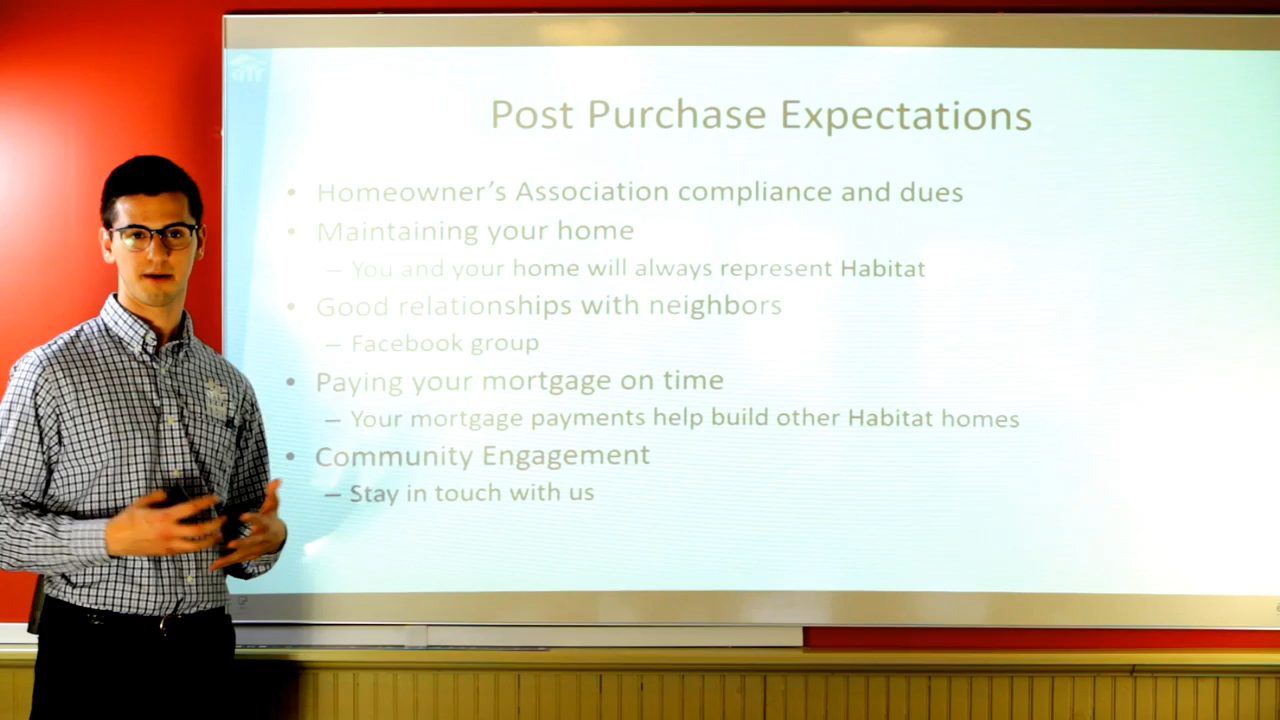 Post Purchase Expectations
• Homeowner’s Association compliance and dues
• Maintaining your home
– You and your home will always represent Habitat
• Good relationships with neighbors
– Facebook group
• Paying your mortgage on time
– Your mortgage payments help build other Habitat homes
• Community Engagement
– Stay in touch with us